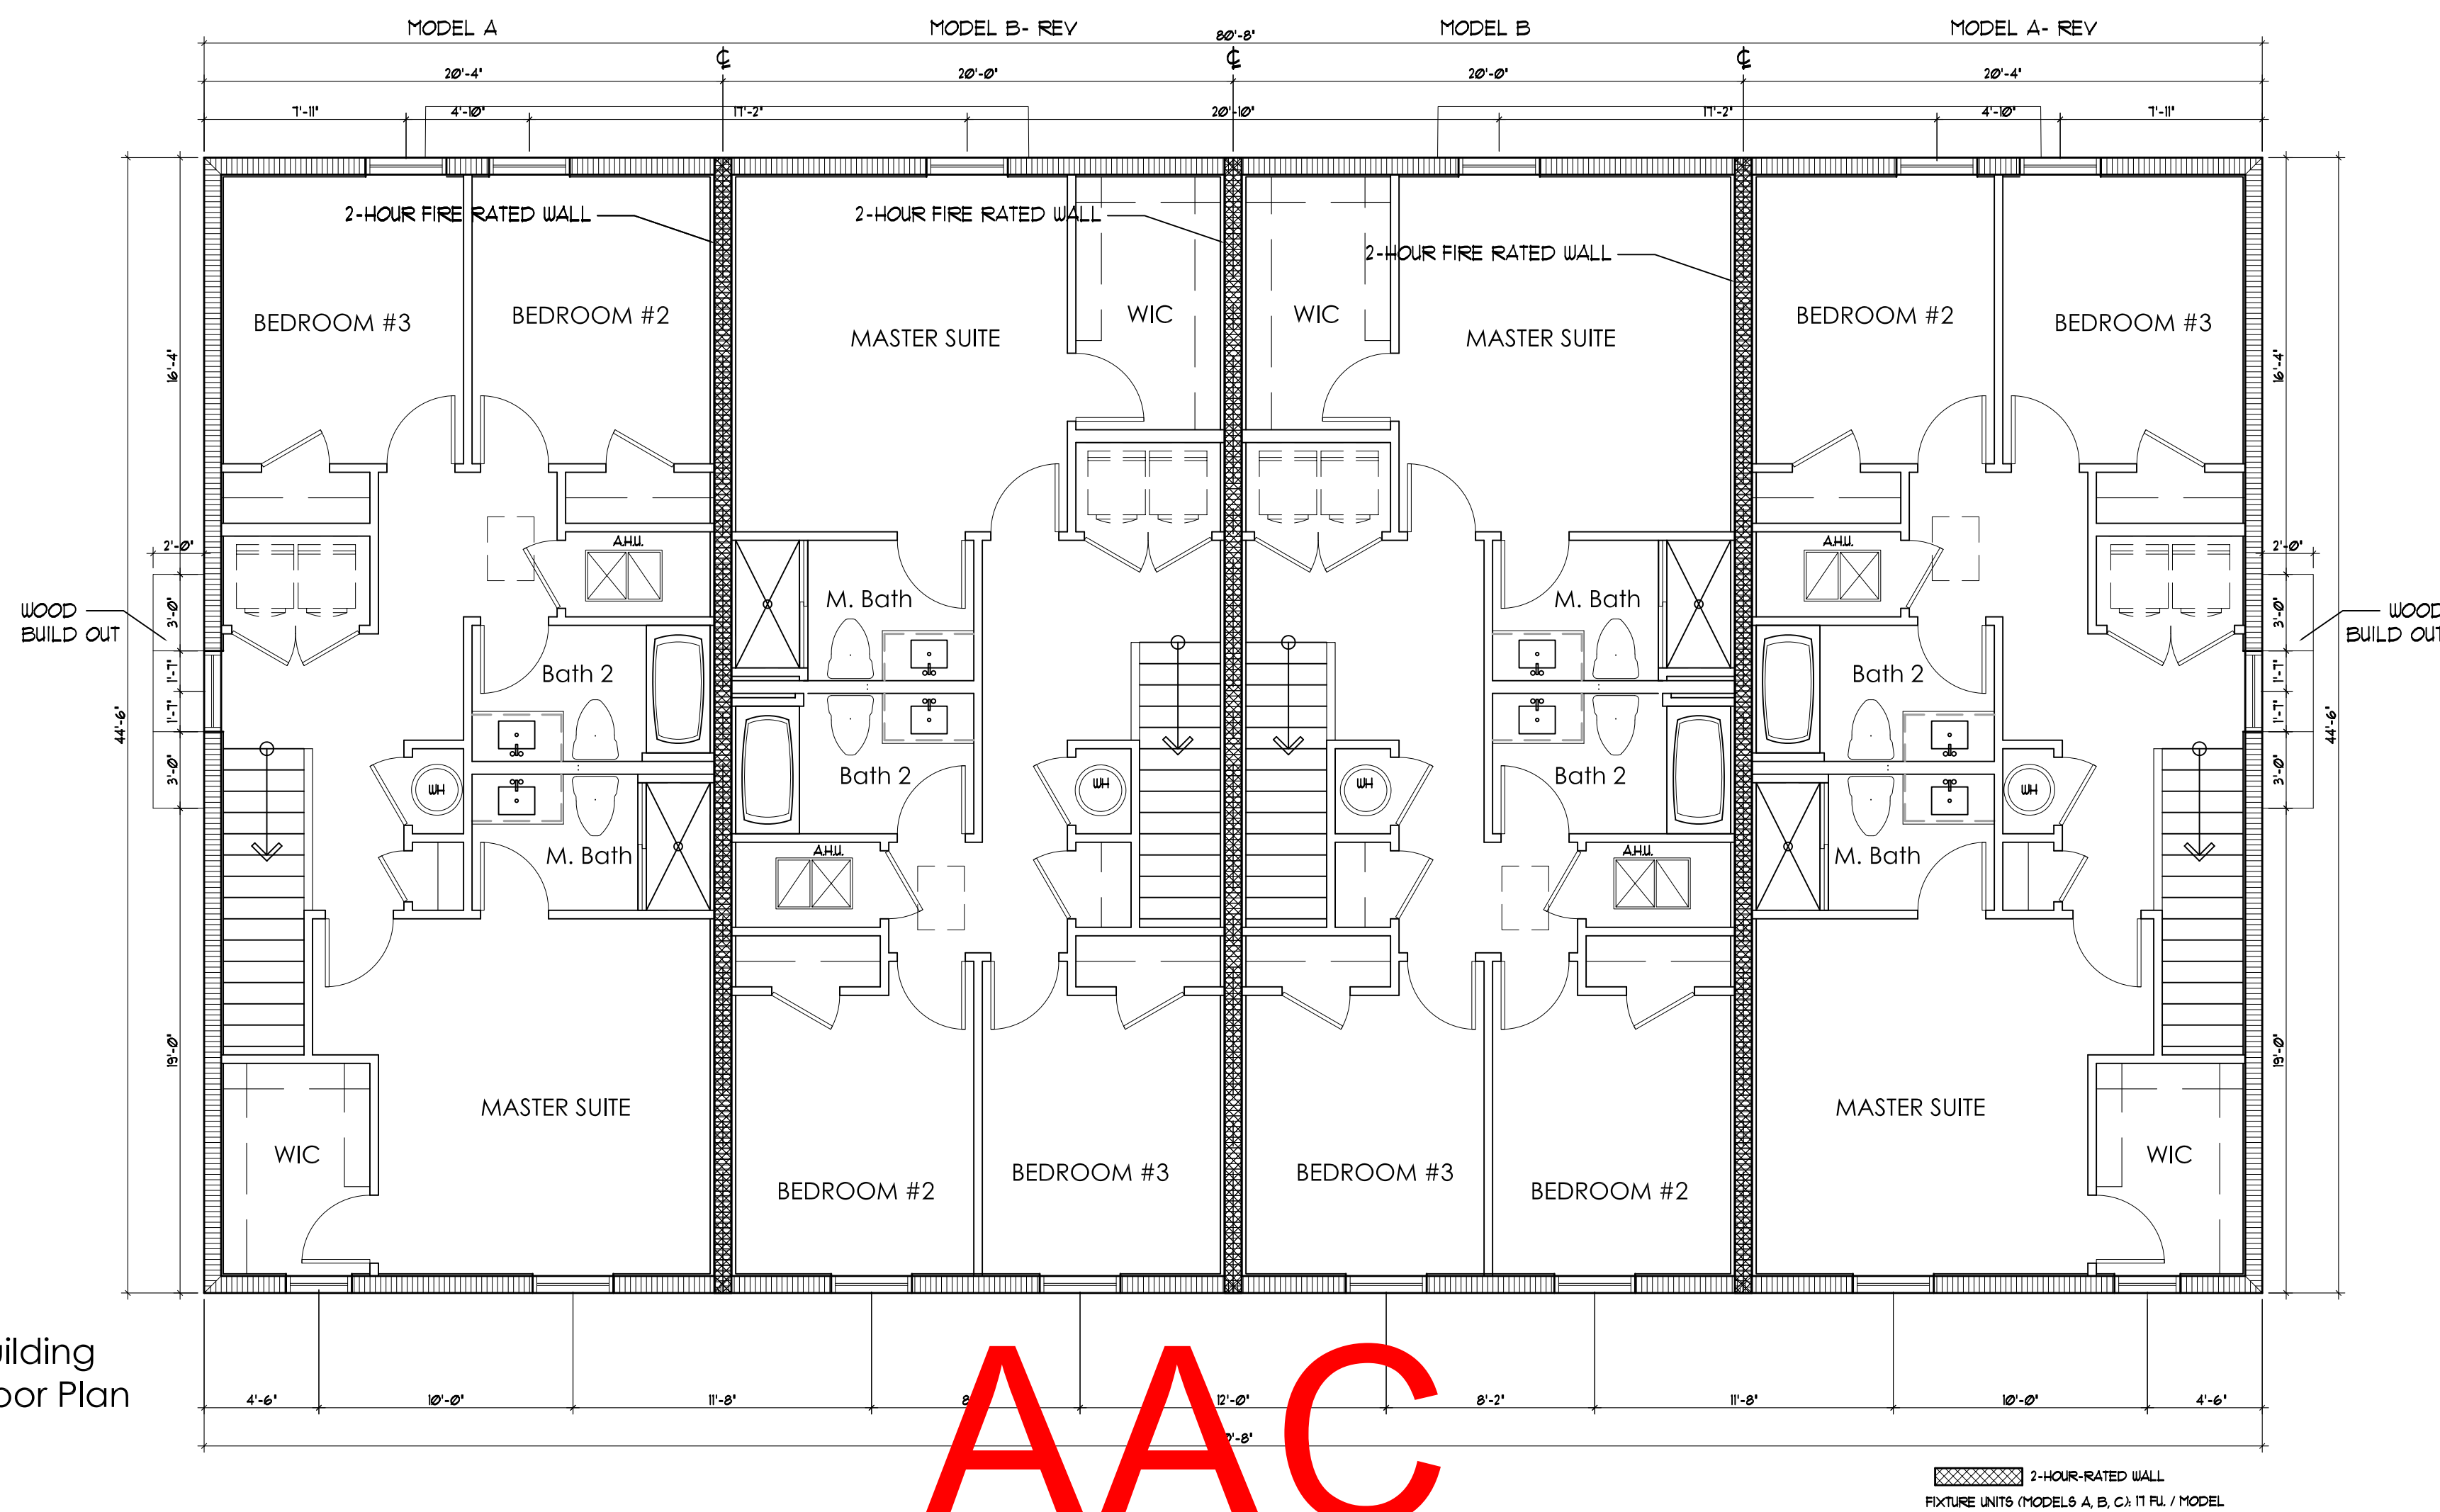 MODEL A
MODEL B- REV
MODEL B
MODEL A- REV
80'-8"
20'-4"
20'-0"
20'-0"
20'-4"
7'-11"
4'-10"
17'-2"
20'-10"
17'-2"
4'-10"
7'-11"
2-HOUR FIRE RATED WALL
2-HOUR FIRE RATED WALL
2-HOUR FIRE RATED WALL
BEDROOM #3
BEDROOM #2
MASTER SUITE
WIC
WIC
MASTER SUITE
BEDROOM #2
BEDROOM #3
16'-4"
16'-4"
2'-0"
A.H.U.
A.H.U.
2'-0"
WOOD
BUILD OUT
3'-0"
M. Bath
M. Bath
3'-0"
WOOD
BUILD OUT
1'-7"
Bath 2
Bath 2
1'-7"
1'-7"
1'-7"
44'-6"
44'-6"
3'-0"
WH
Bath 2
WH
WH
Bath 2
WH
3'-0"
M. Bath
A.H.U.
A.H.U.
M. Bath
19'-0"
19'-0"
MASTER SUITE
MASTER SUITE
WIC
WIC
BEDROOM #2
BEDROOM #3
BEDROOM #3
BEDROOM #2
uilding
oor Plan
4'-6"
10'-0"
11'-8"
8
12'-0"
8'-2"
11'-8"
10'-0"
4'-6"
'-8"
AAC
2-HOUR-RATED WALL
FIXTURE UNITS (MODELS A, B, C): 17 FU. / MODEL